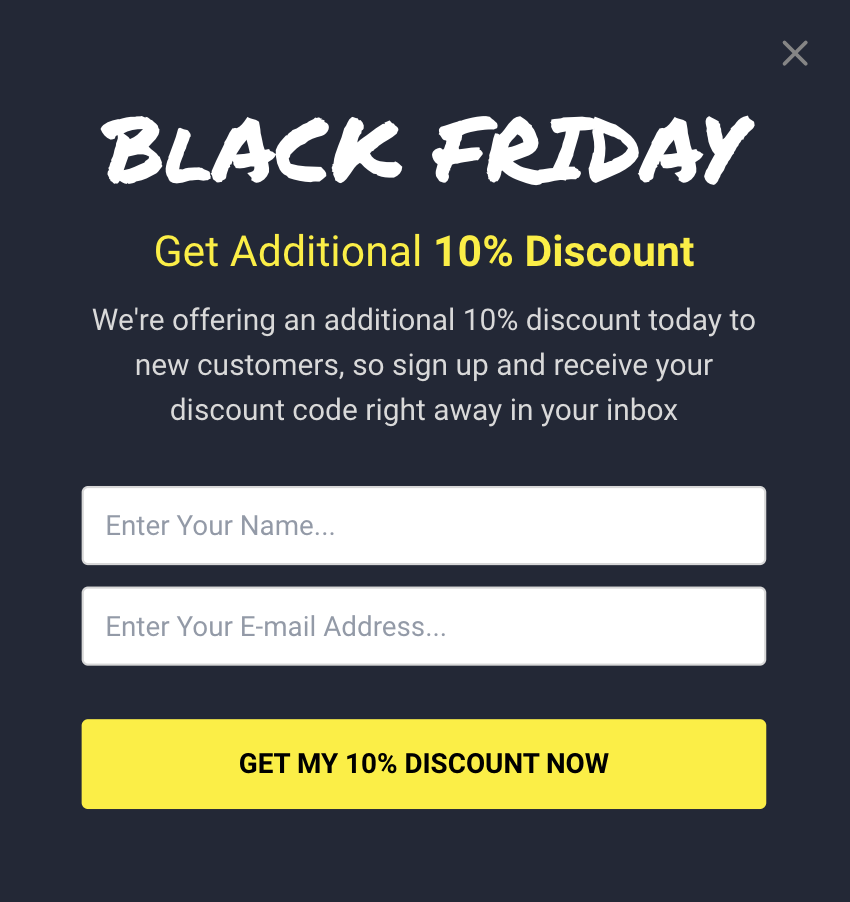 BLACK FRIDAY
Get Additional 10% Discount
We're offering an additional 10% discount today to
new customers, so sign up and receive your
discount code right away in your inbox
Enter Your Name...
Enter Your E-mail Address...
GET MY 10% DISCOUNT NOW